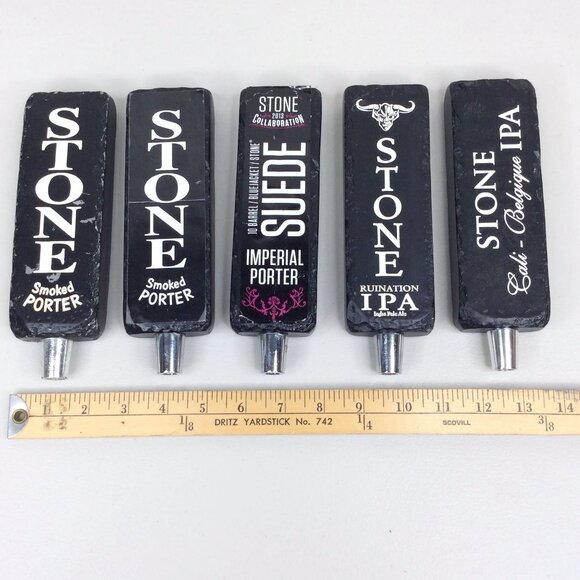 STONE
Smoked
PORTER
STONE
Smoked
PORTER
STONE
2013
COLLABORATION
10 BARREL / BLUEJACKET / STONE
SUEDE
IMPERIAL
PORTER
STONE
RUINATION
IPA
India Pale Ale
STONE
Cali - Belgique IPA
1 2 3 4 5 6 7 8 9 10 11 12 13 14
1/8 DRITZ YARDSTICK No. 742 1/4 SCOVILL 3/8